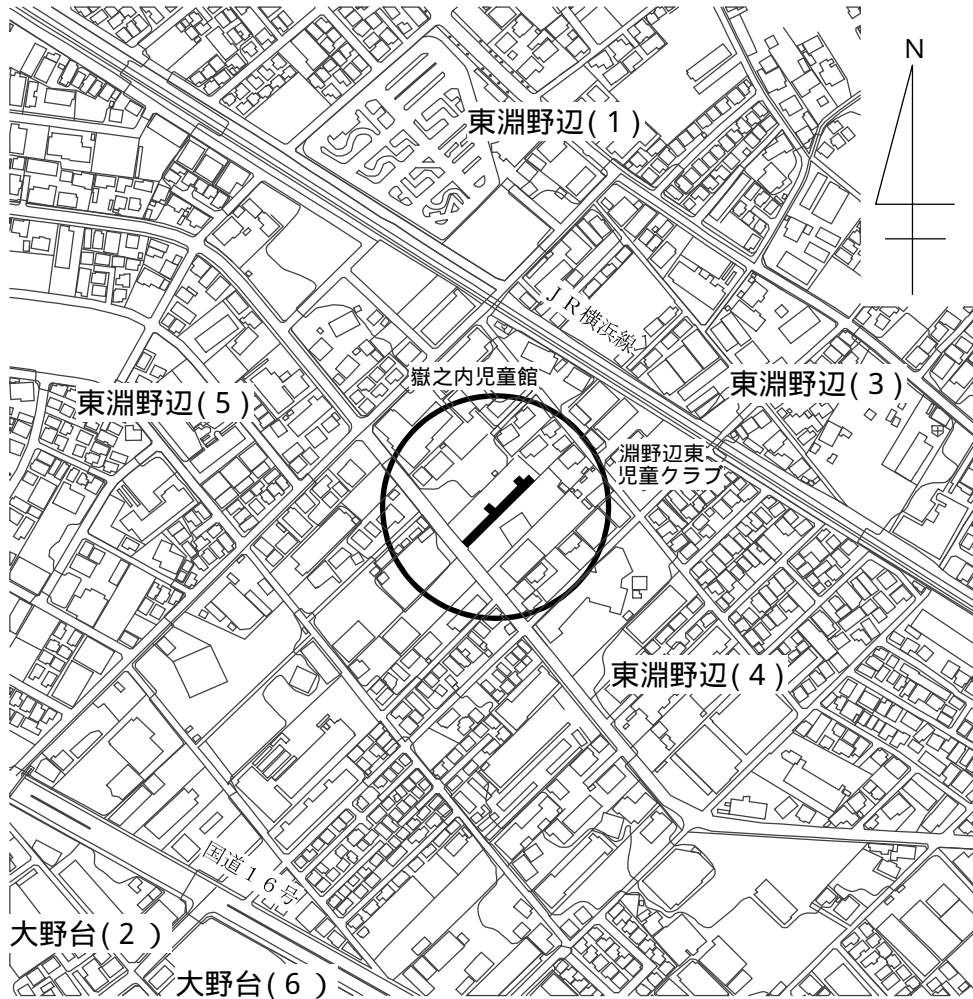 N
東淵野辺(1)
JR横浜線
嶽之内児童館
東淵野辺(3)
東淵野辺(5)
淵野辺東
児童クラブ
東淵野辺(4)
国道16号
大野台(2)
大野台(6)